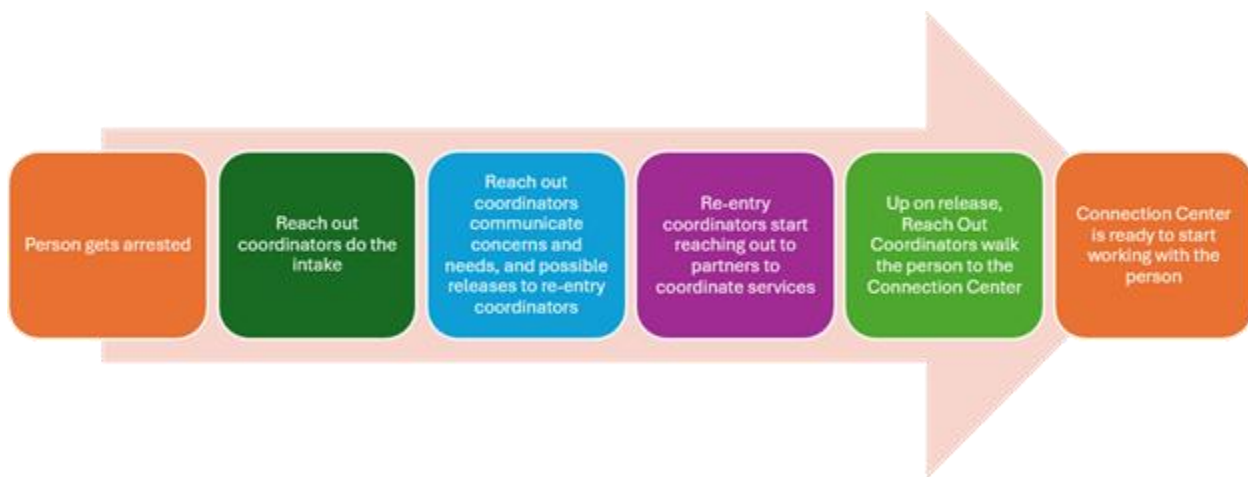 Person gets arrested
Reach out
coordinators do the
intake
Reach out
coordinators
communicate
concerns and
needs, and possible
releases to re-entry
coordinators
Re-entry
coordinators start
reaching out to
partners to
coordinate services
Up on release,
Reach Out
Coordinators walk
the person to the
Connection Center
Connection Center
is ready to start
working with the
person